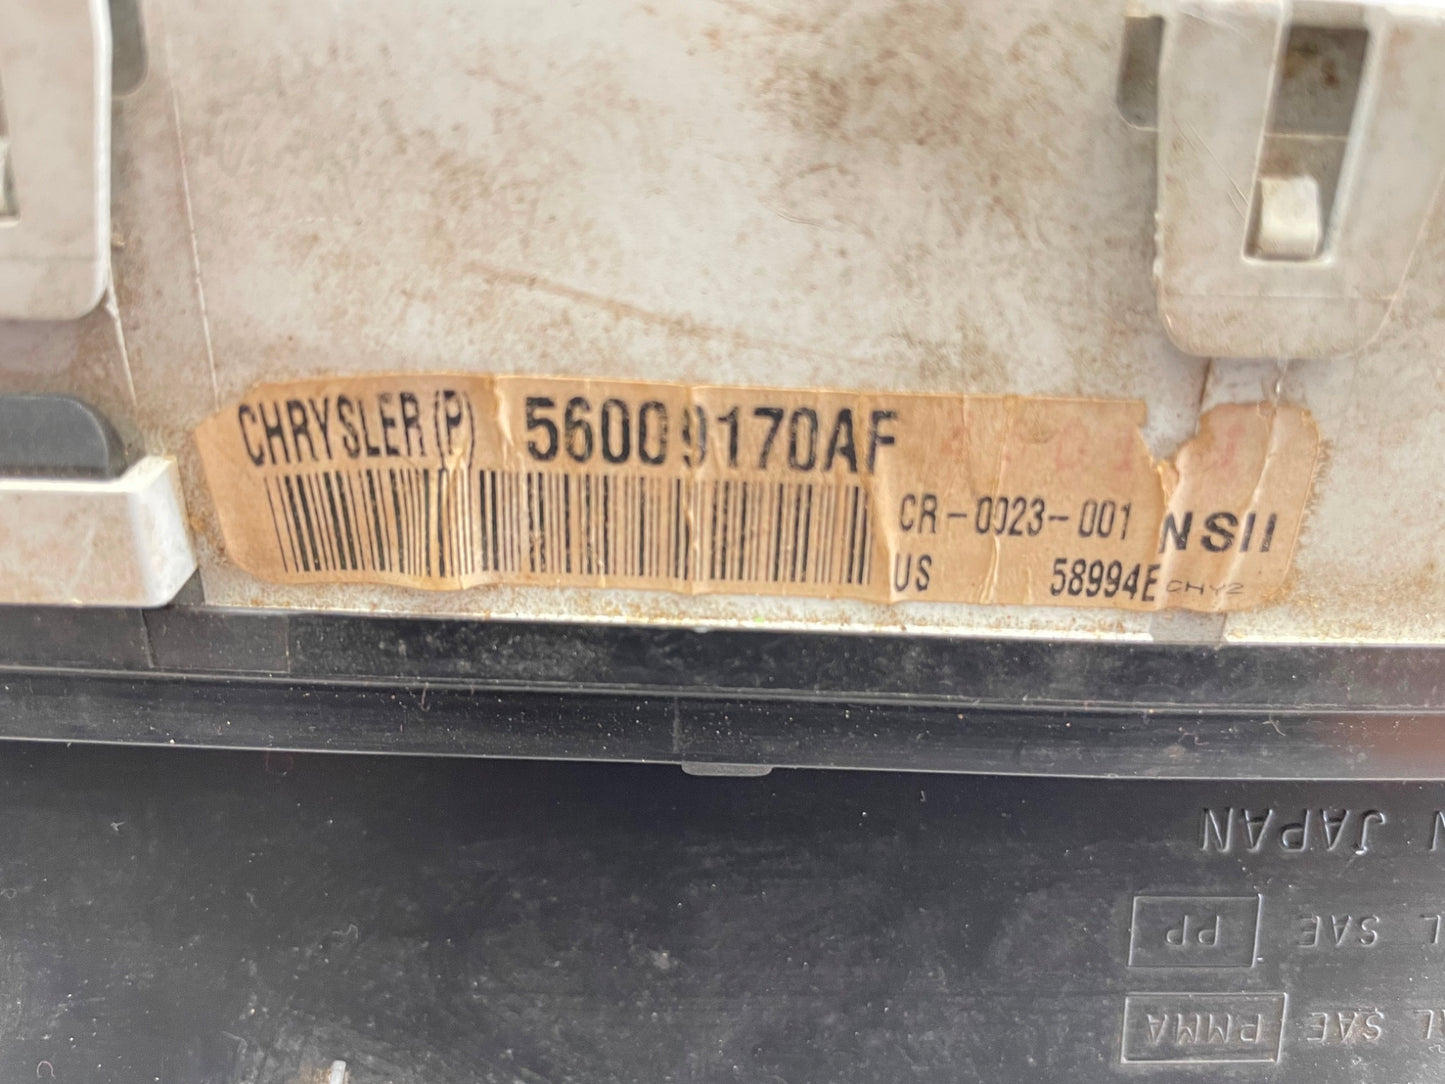 CHRYSLER(P) 56009170AF
CR-0023-001 NSII
US 58994E CHY2
JAPAN
SAE PP
SAE PMMA